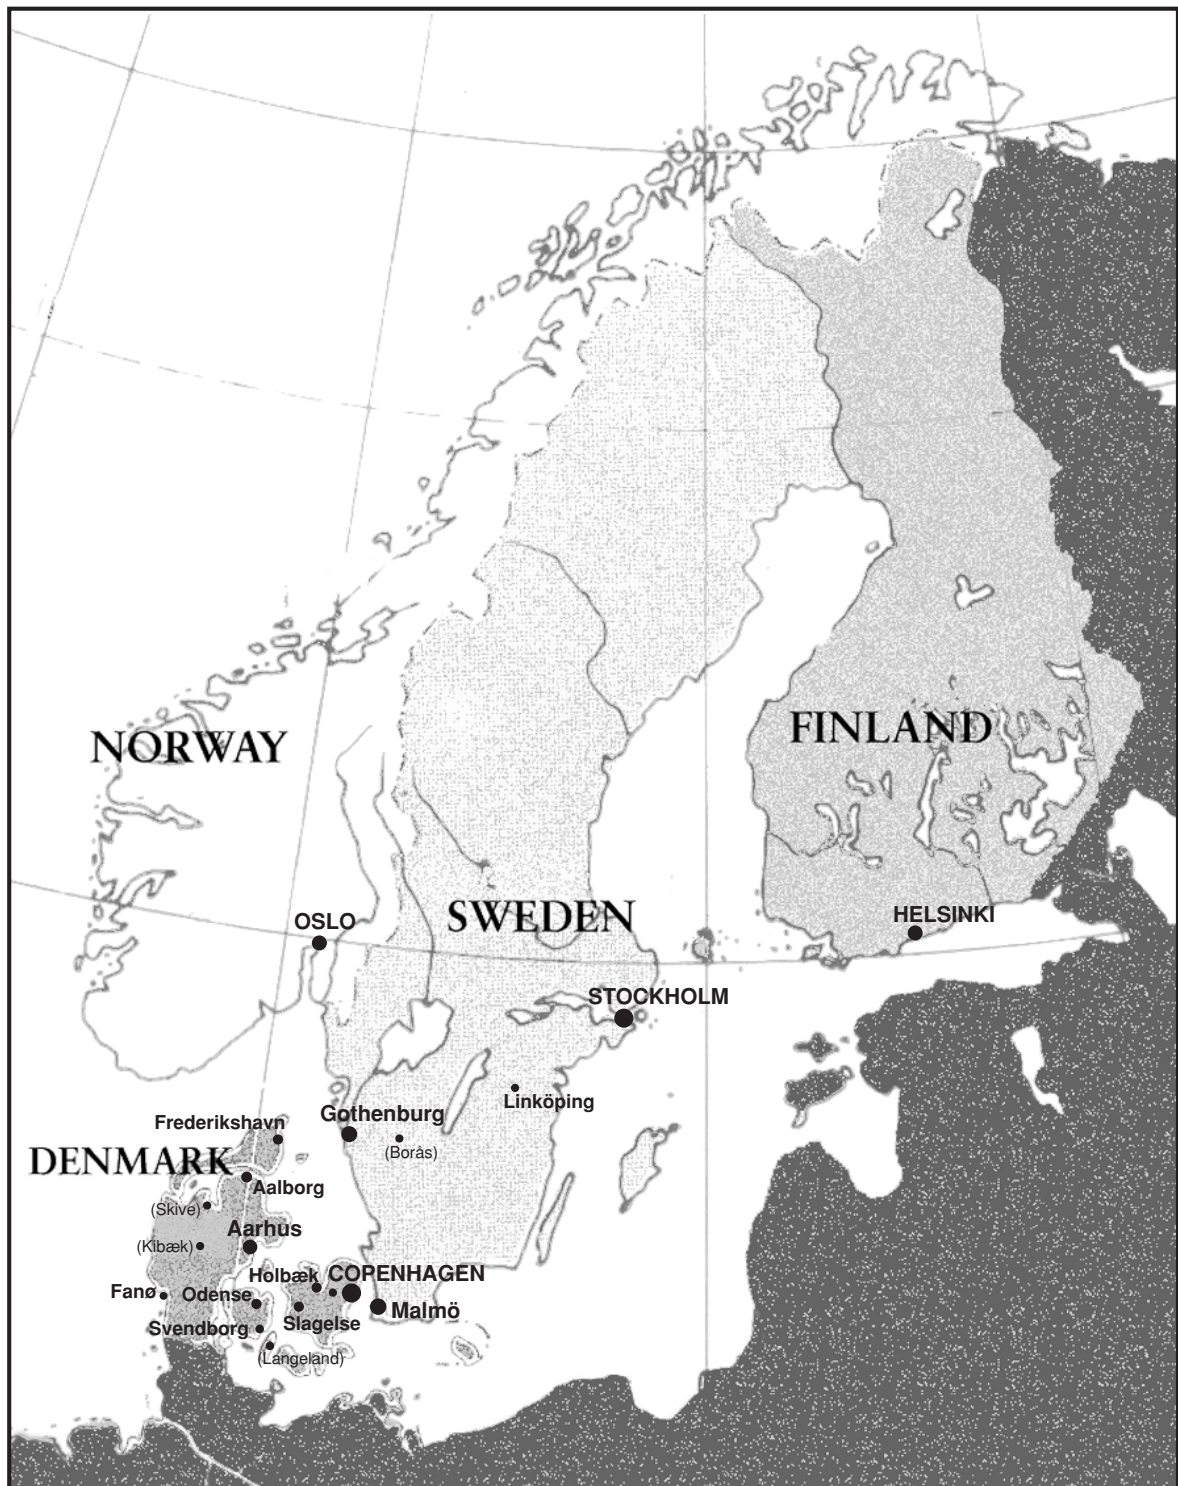 FINLAND
NORWAY
SWEDEN
HELSINKI
OSLO
STOCKHOLM
Linköping
Gothenburg
(Borås)
Frederikshavn
DENMARK
Aalborg
(Skive)
Aarhus
(Kibæk)
Holbæk
COPENHAGEN
Fanø
Odense
Malmö
Slagelse
Svendborg
(Langeland)